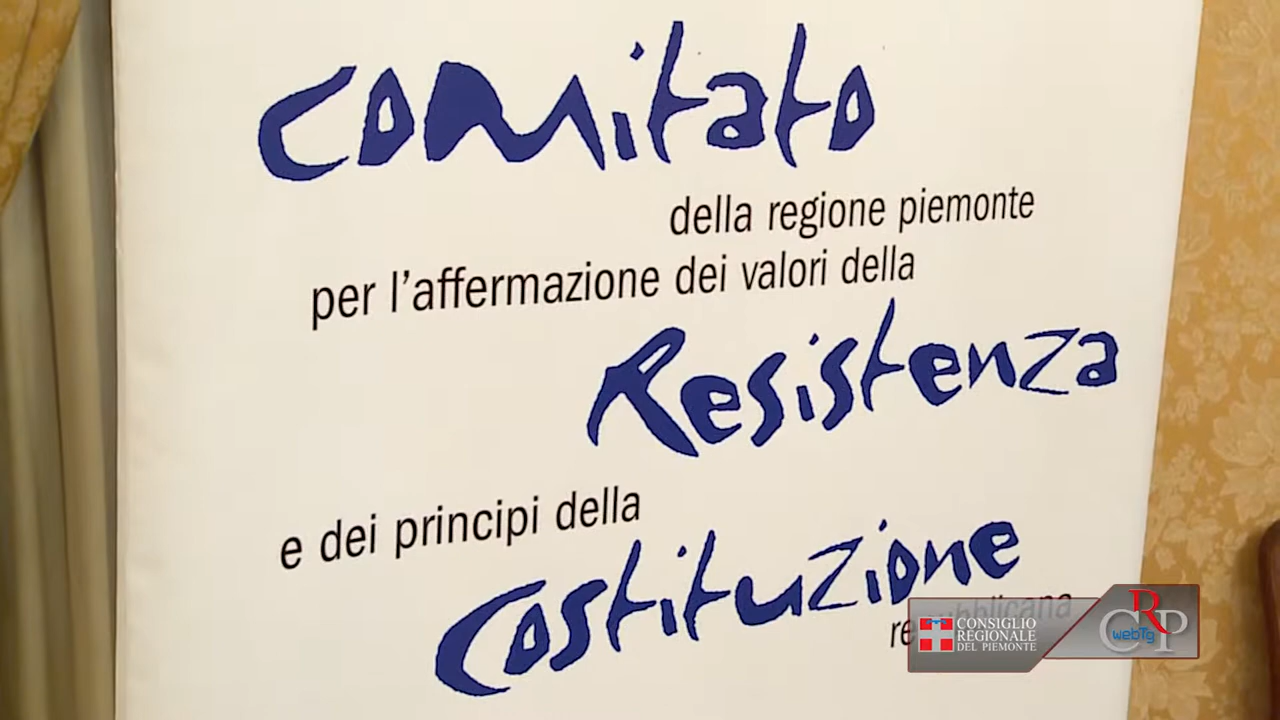 comitato
della regione piemonte
per l'affermazione dei valori della
Resistenza
e dei principi della
Costituzione
repubblicana
CONSIGLIO
REGIONALE
DEL PIEMONTE
CRP
webTg